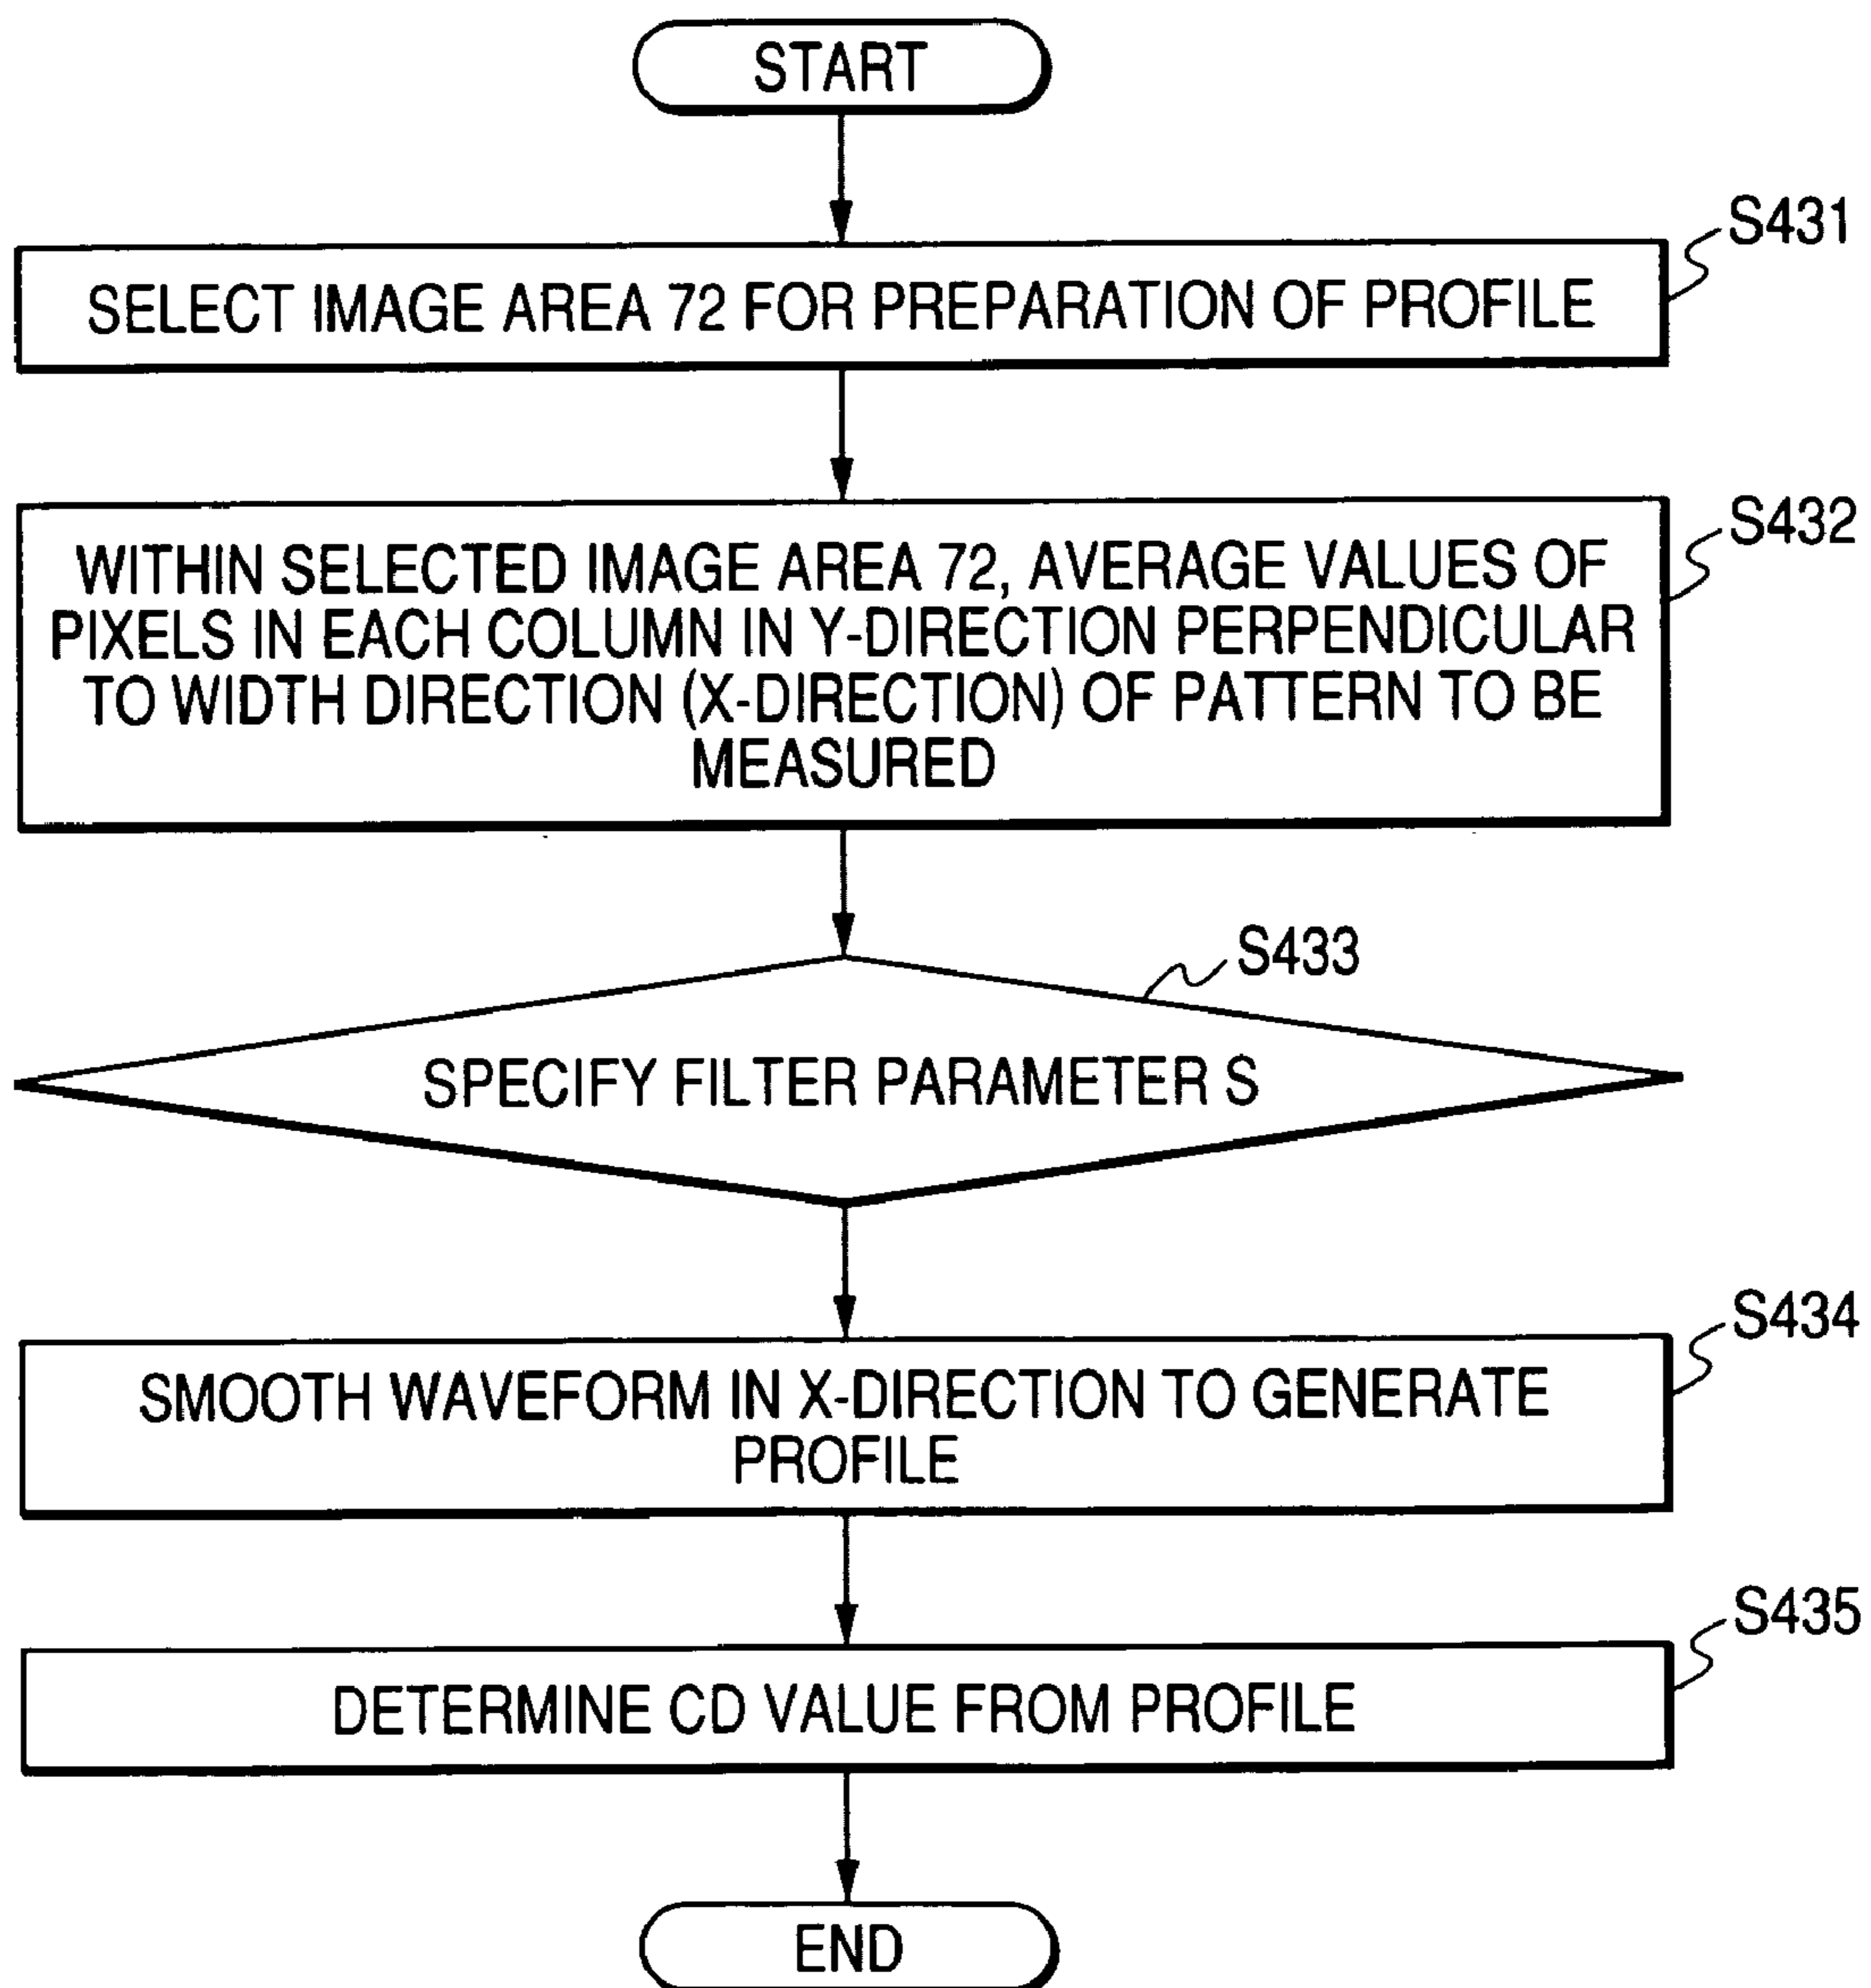 START
S431
SELECT IMAGE AREA 72 FOR PREPARATION OF PROFILE
S432
WITHIN SELECTED IMAGE AREA 72, AVERAGE VALUES OF
PIXELS IN EACH COLUMN IN Y-DIRECTION PERPENDICULAR
TO WIDTH DIRECTION (X-DIRECTION) OF PATTERN TO BE
MEASURED
S433
SPECIFY FILTER PARAMETER S
S434
SMOOTH WAVEFORM IN X-DIRECTION TO GENERATE
PROFILE
S435
DETERMINE CD VALUE FROM PROFILE
END